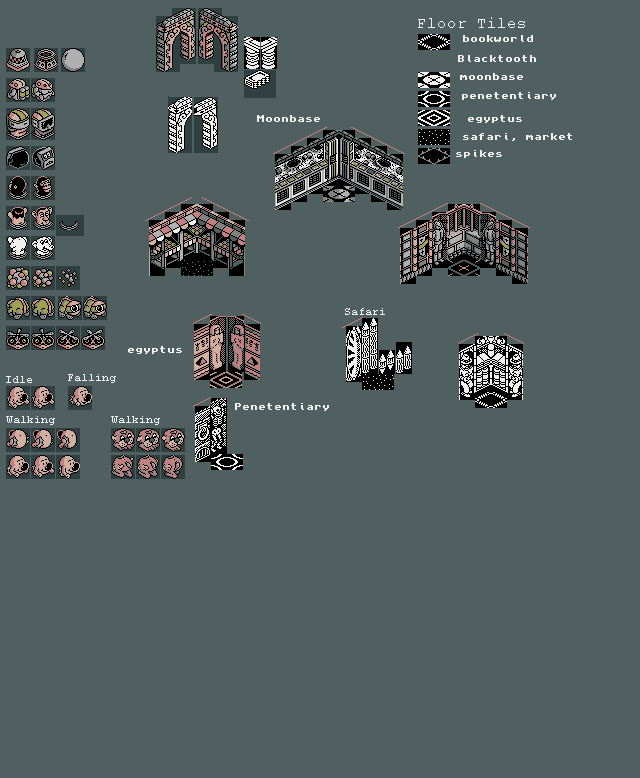 Floor Tiles
bookworld
Blacktooth
moonbase
penetentiary
egyptus
safari, market
spikes
Moonbase
Safari
egyptus
Idle
Falling
Penetentiary
Walking
Walking